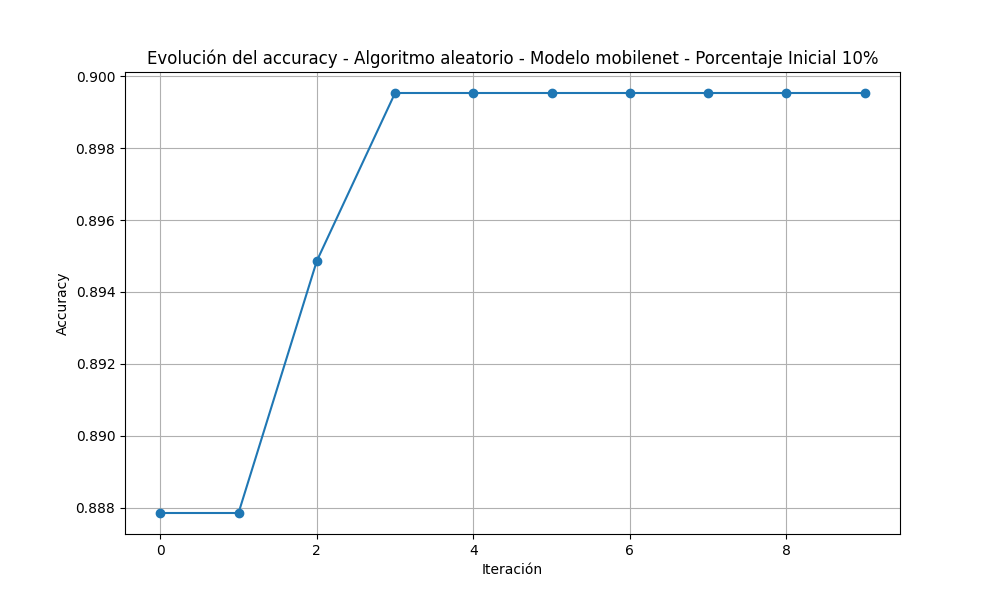 Evolución del accuracy - Algoritmo aleatorio - Modelo mobilenet - Porcentaje Inicial 10%
0.900
0.898
0.896
0.894
0.892
0.890
0.888
Accuracy
0 2 4 6 8
Iteración